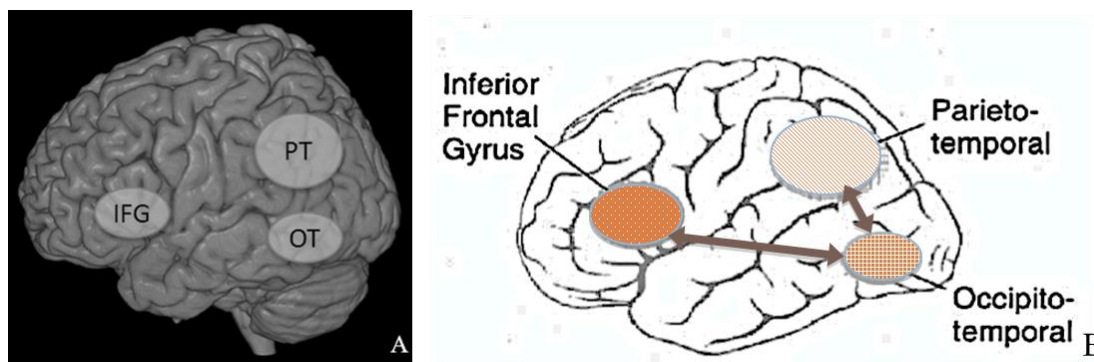 PT
IFG
OT
A
Inferior
Frontal
Gyrus
Parieto-
temporal
Occipito-
temporal